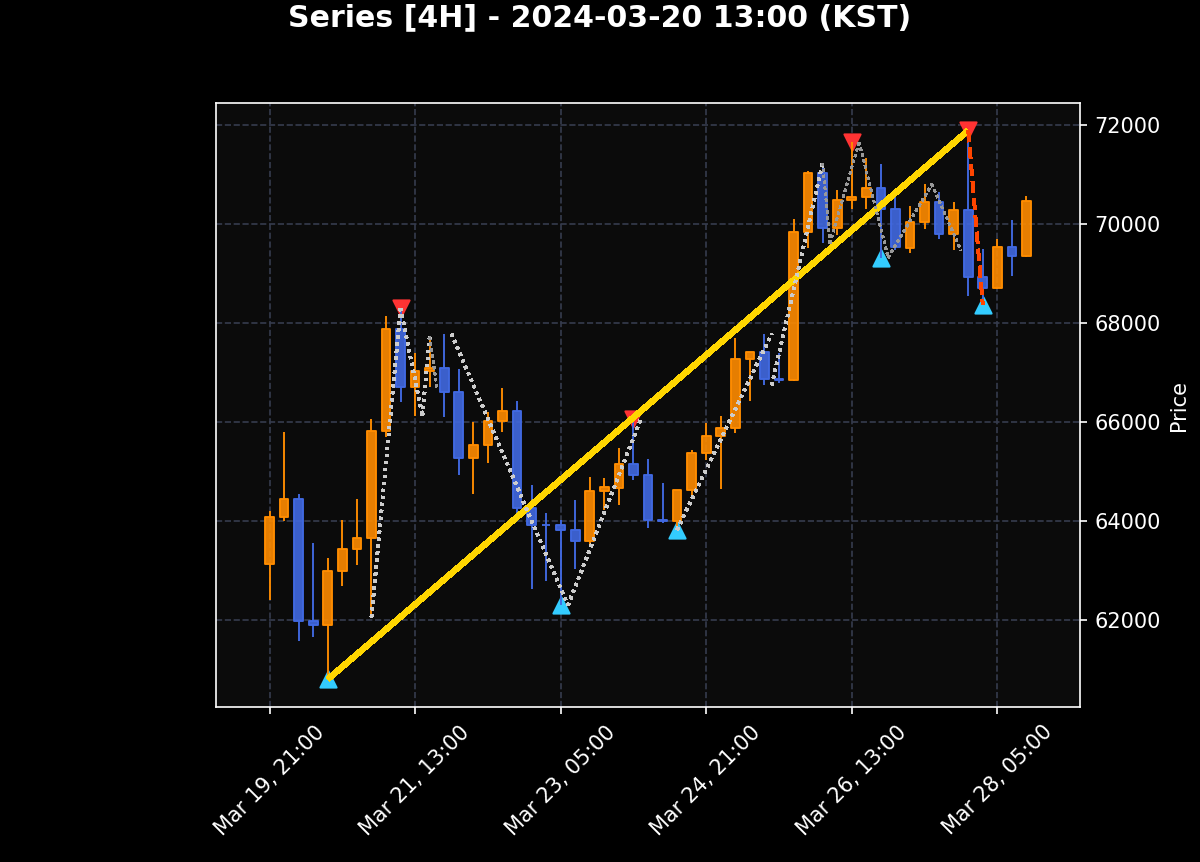 Series [4H] - 2024-03-20 13:00 (KST)
72000
70000
68000
66000
64000
62000
Price
Mar 19, 21:00
Mar 21, 13:00
Mar 23, 05:00
Mar 24, 21:00
Mar 26, 13:00
Mar 28, 05:00